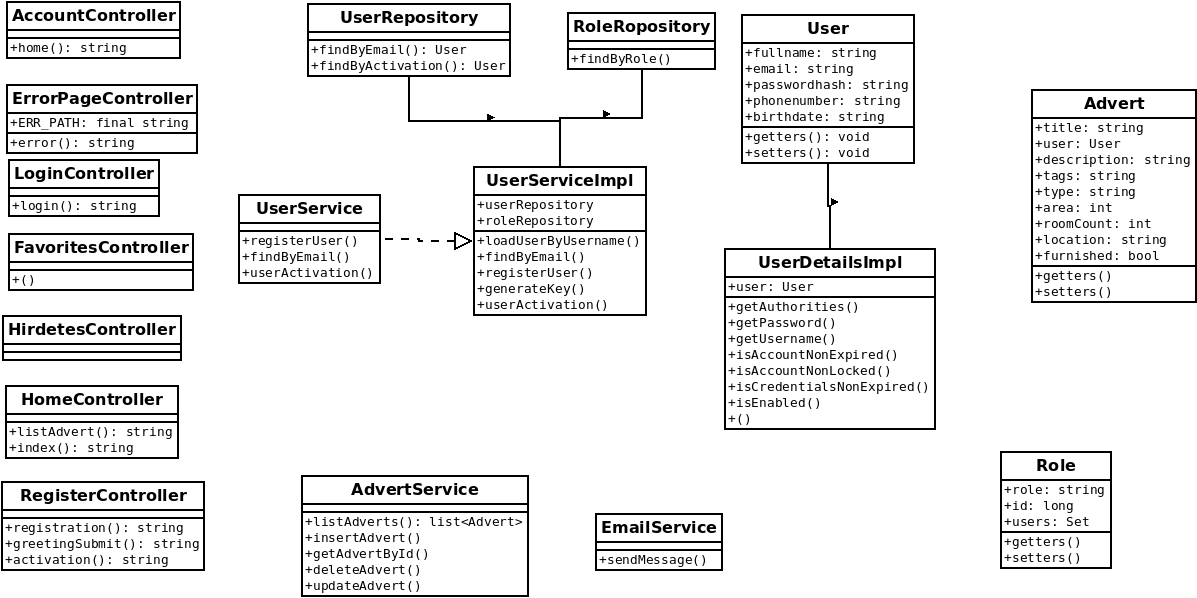 AccountController
+home(): string
ErrorPageController
+ERR_PATH: final string
+error(): string
LoginController
+login(): string
FavoritesController
+()
HirdetesController
HomeController
+listAdvert(): string
+index(): string
RegisterController
+registration(): string
+greetingSubmit(): string
+activation(): string
UserRepository
+findByEmail(): User
+findByActivation(): User
RoleRopository
+findByRole()
UserService
+registerUser()
+findByEmail()
+userActivation()
UserServiceImpl
+userRepository
+roleRepository
+loadUserByUsername()
+findByEmail()
+registerUser()
+generateKey()
+userActivation()
AdvertService
+listAdverts(): list<Advert>
+insertAdvert()
+getAdvertById()
+deleteAdvert()
+updateAdvert()
EmailService
+sendMessage()
User
+fullname: string
+email: string
+passwordhash: string
+phonenumber: string
+birthdate: string
+getters(): void
+setters(): void
UserDetailsImpl
+user: User
+getAuthorities()
+getPassword()
+getUsername()
+isAccountNonExpired()
+isAccountNonLocked()
+isCredentialsNonExpired()
+isEnabled()
+()
Advert
+title: string
+user: User
+description: string
+tags: string
+type: string
+area: int
+roomCount: int
+location: string
+furnished: bool
+getters()
+setters()
Role
+role: string
+id: long
+users: Set
+getters()
+setters()